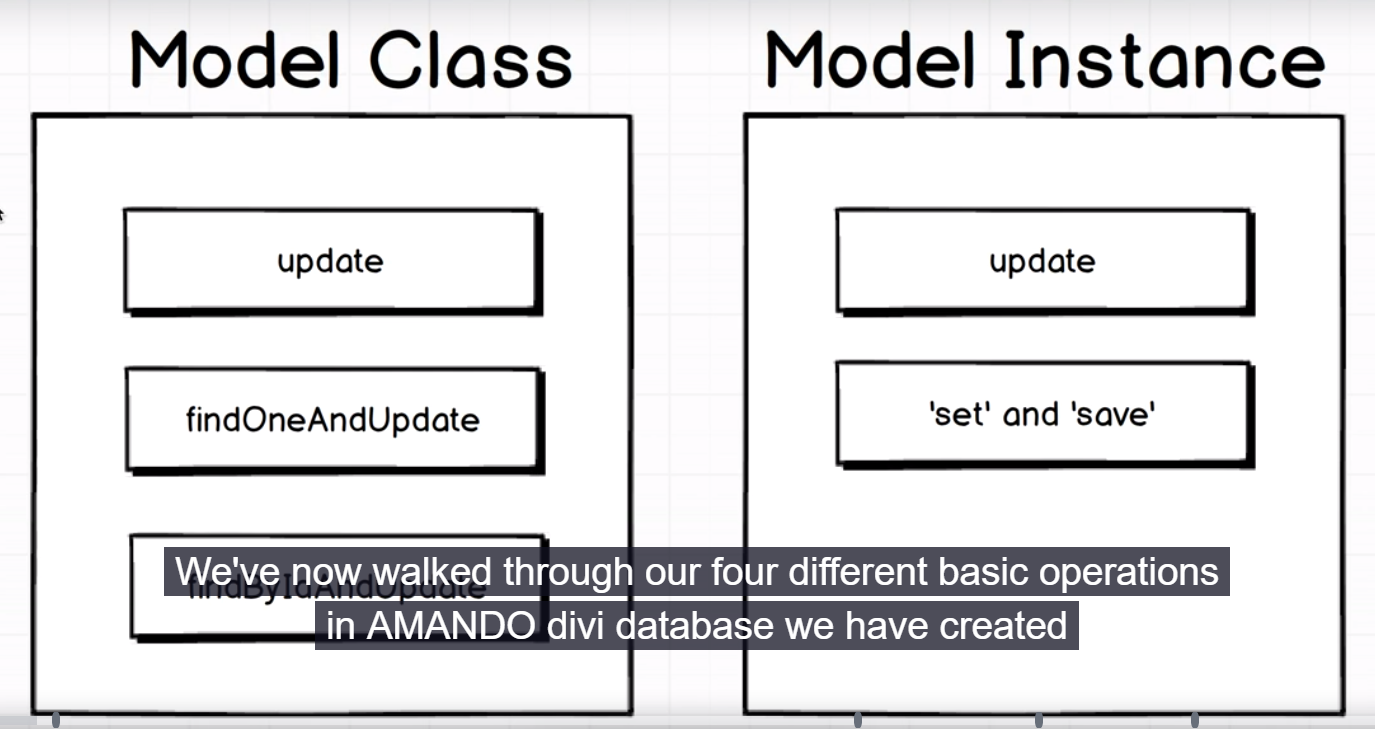 Model Class
Model Instance
update
findOneAndUpdate
findByIdAndUpdate
update
'set' and 'save'
We've now walked through our four different basic operations
in AMANDO divi database we have created